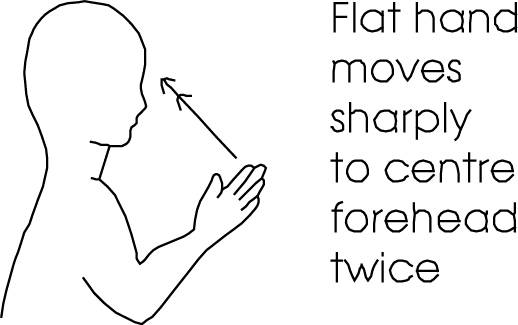 Flat hand
moves
sharply
to centre
forehead
twice